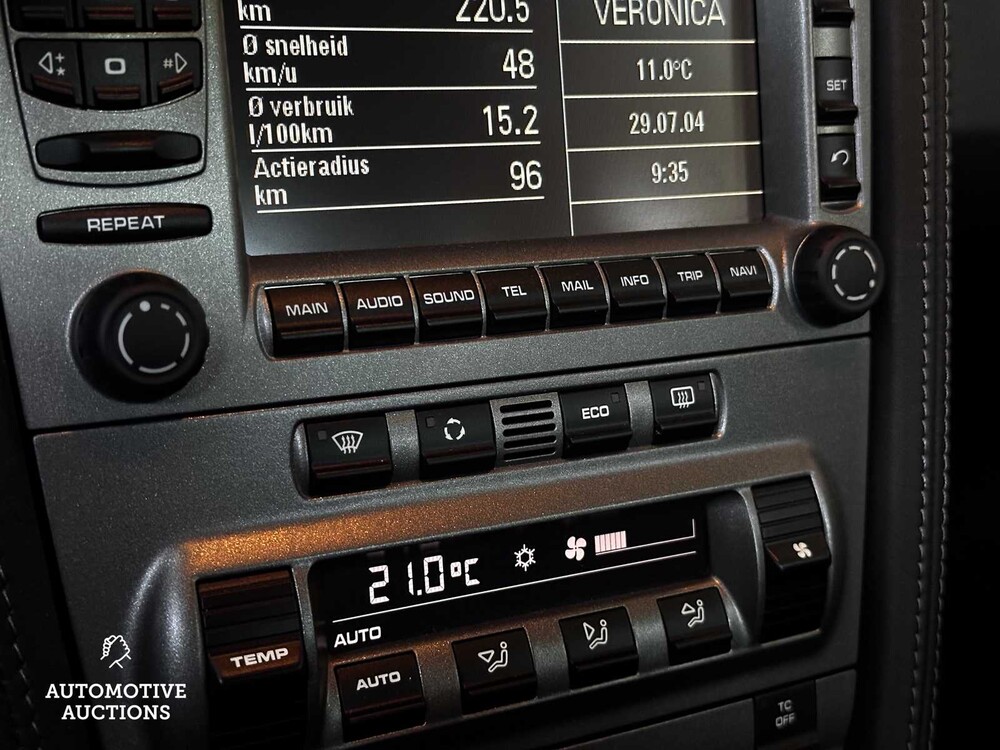 km 220.5
Ø snelheid
km/u 48
Ø verbruik
l/100km 15.2
Actieradius
km 96
VERONICA
11.0°C
29.07.04
9:35
SET
* #
REPEAT
MAIN AUDIO SOUND TEL MAIL INFO TRIP NAVI
ECO
21.0°C
AUTO
TEMP
AUTO
TC
OFF
AUTOMOTIVE
AUCTIONS